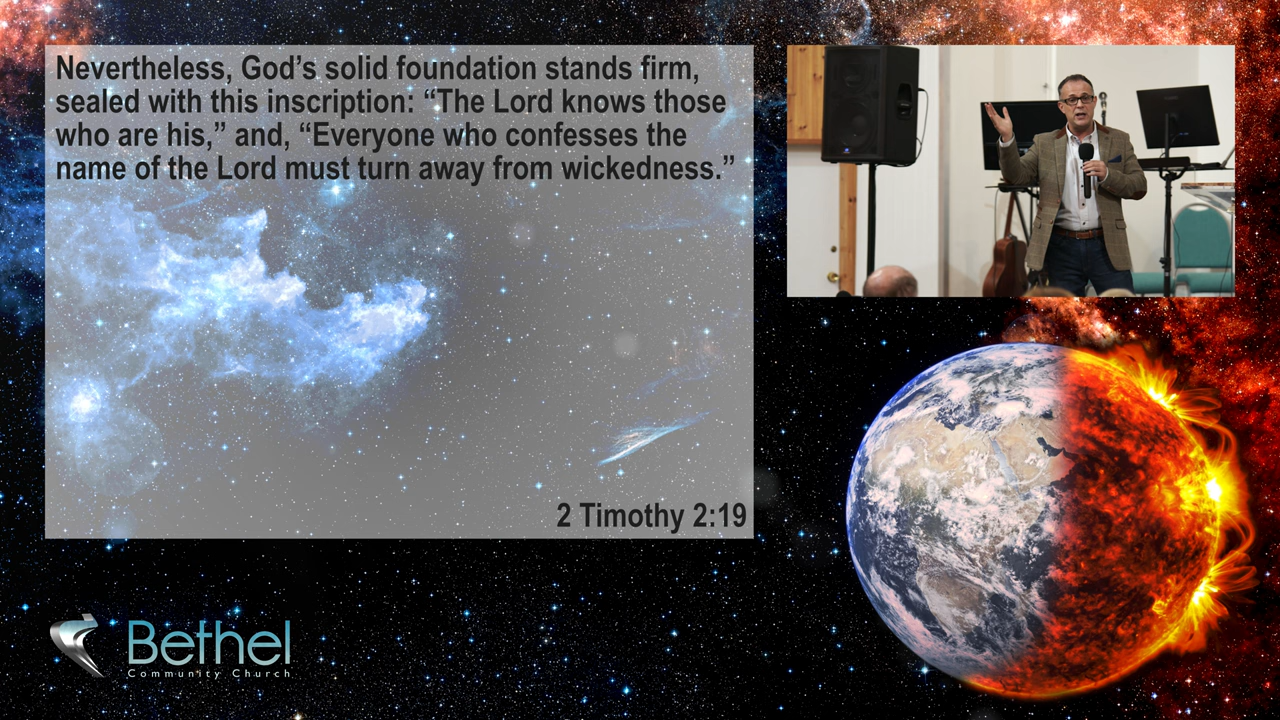 Nevertheless, God’s solid foundation stands firm,
sealed with this inscription: “The Lord knows those
who are his,” and, “Everyone who confesses the
name of the Lord must turn away from wickedness.”
2 Timothy 2:19
Bethel
Community Church